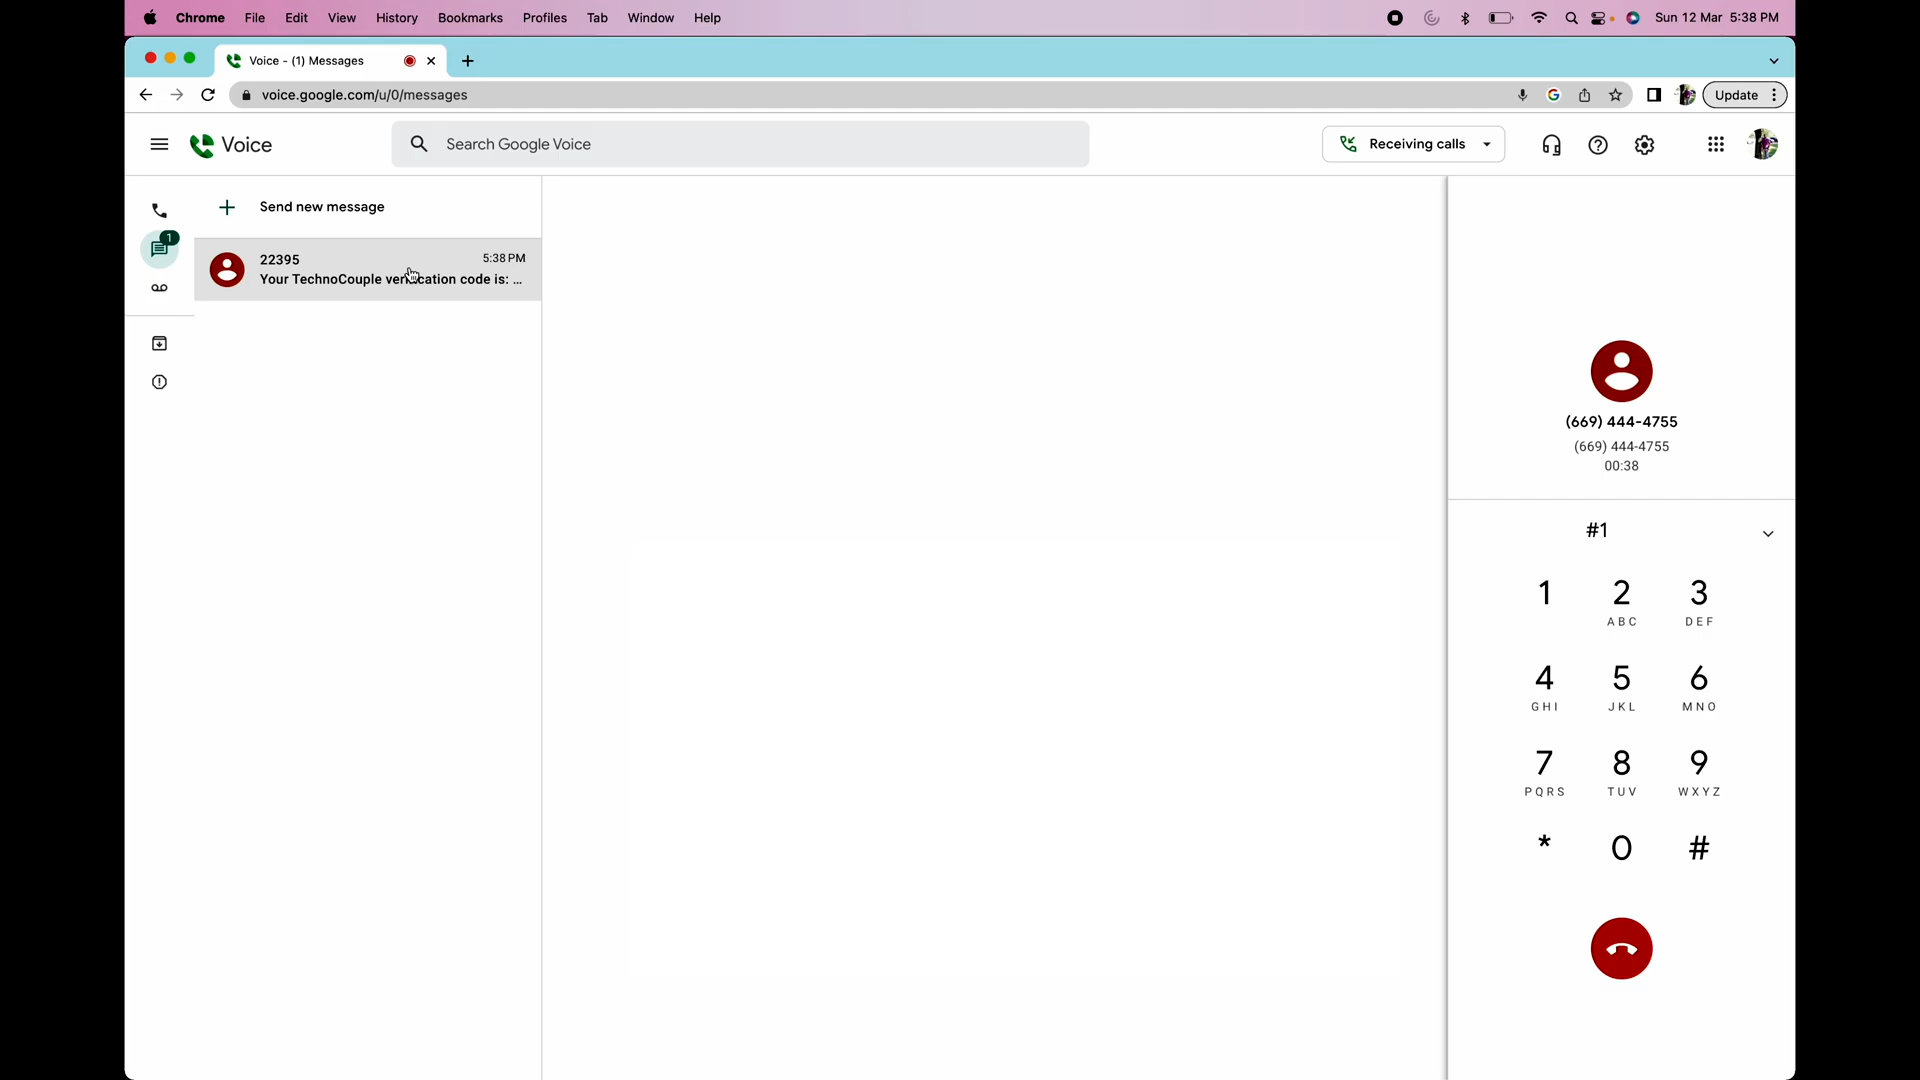 Chrome File Edit View History Bookmarks Profiles Tab Window Help Sun 12 Mar 5:38 PM
Voice - (1) Messages
voice.google.com/u/0/messages Update
Voice Search Google Voice Receiving calls
1
Send new message
22395 5:38 PM
Your TechnoCouple verification code is: ...
(669) 444-4755
(669) 444-4755
00:38
#1
1 2 3
ABC DEF
4 5 6
GHI JKL MNO
7 8 9
PQRS TUV WXYZ
* 0 #